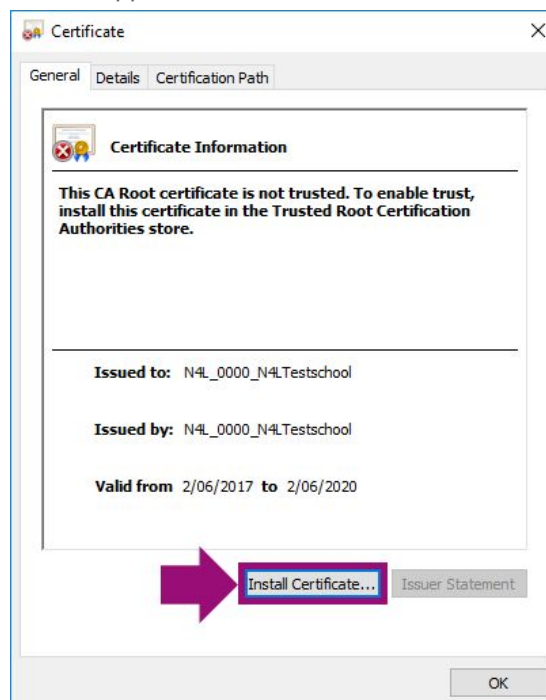 Certificate
General Details Certification Path
Certificate Information
This CA Root certificate is not trusted. To enable trust,
install this certificate in the Trusted Root Certification
Authorities store.
Issued to: N4L_0000_N4LTestschool
Issued by: N4L_0000_N4LTestschool
Valid from 2/06/2017 to 2/06/2020
Install Certificate... Issuer Statement
OK